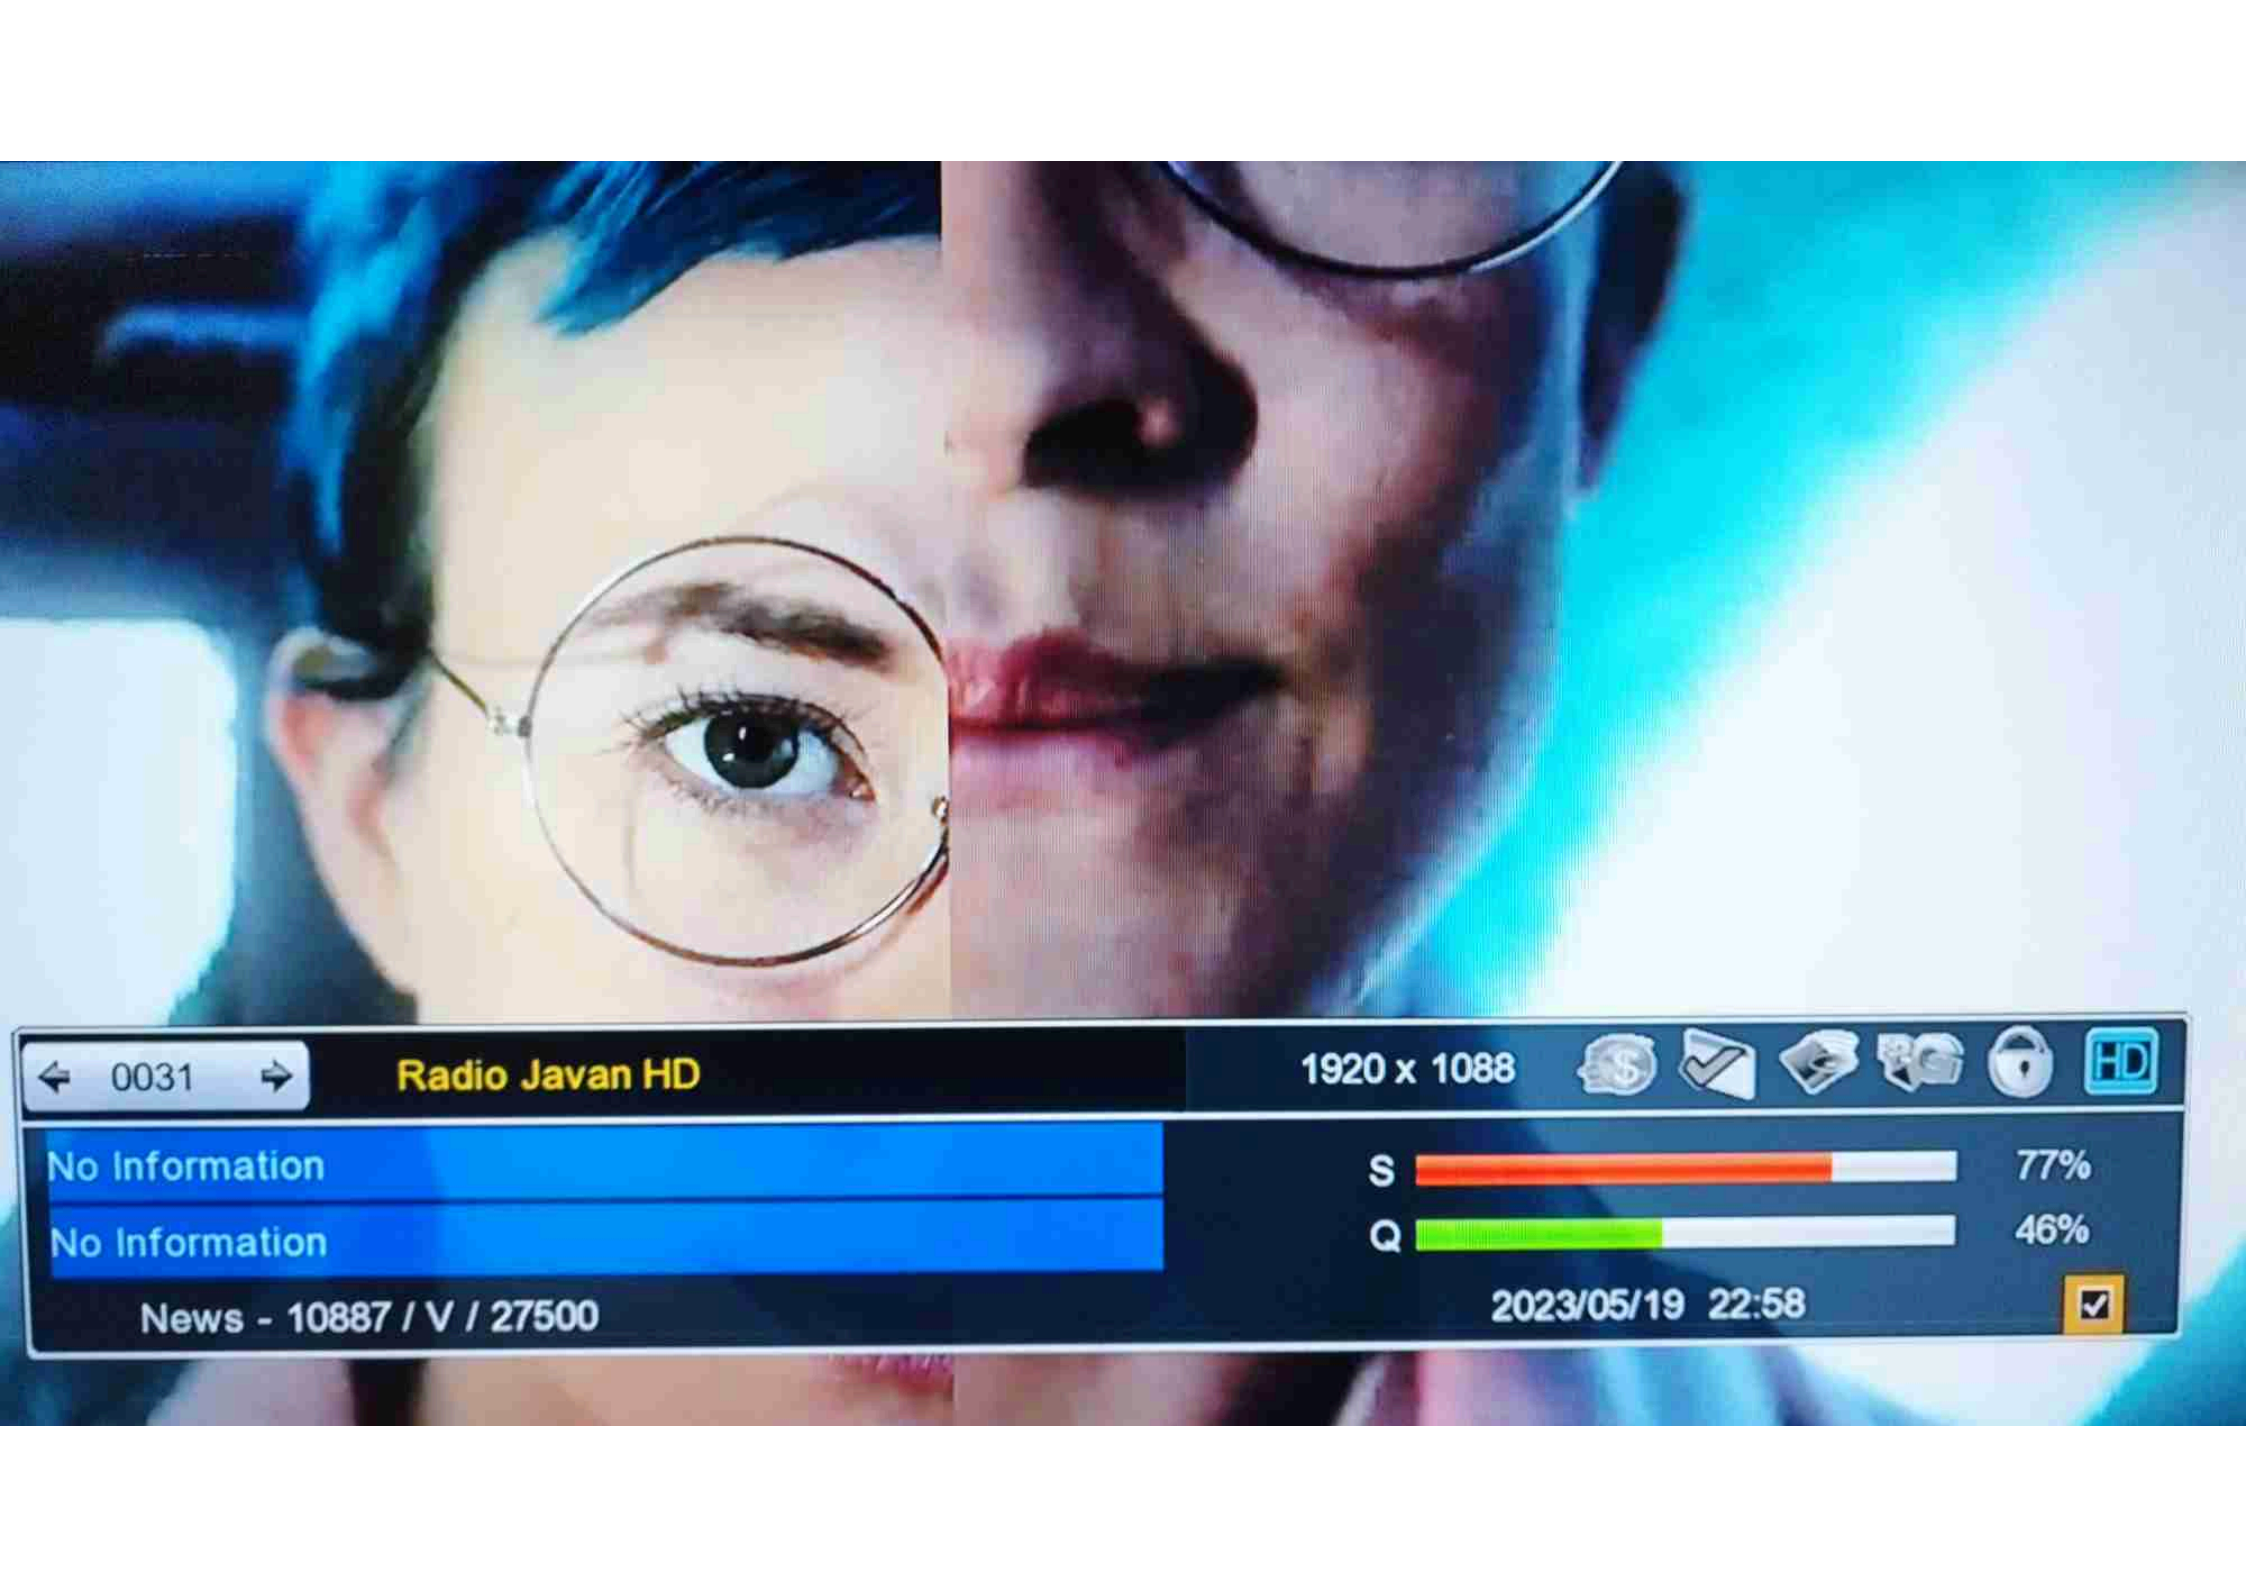 0031 Radio Javan HD 1920 x 1088 HD
No Information
S 77%
No Information
Q 46%
News - 10887 / V / 27500 2023/05/19 22:58